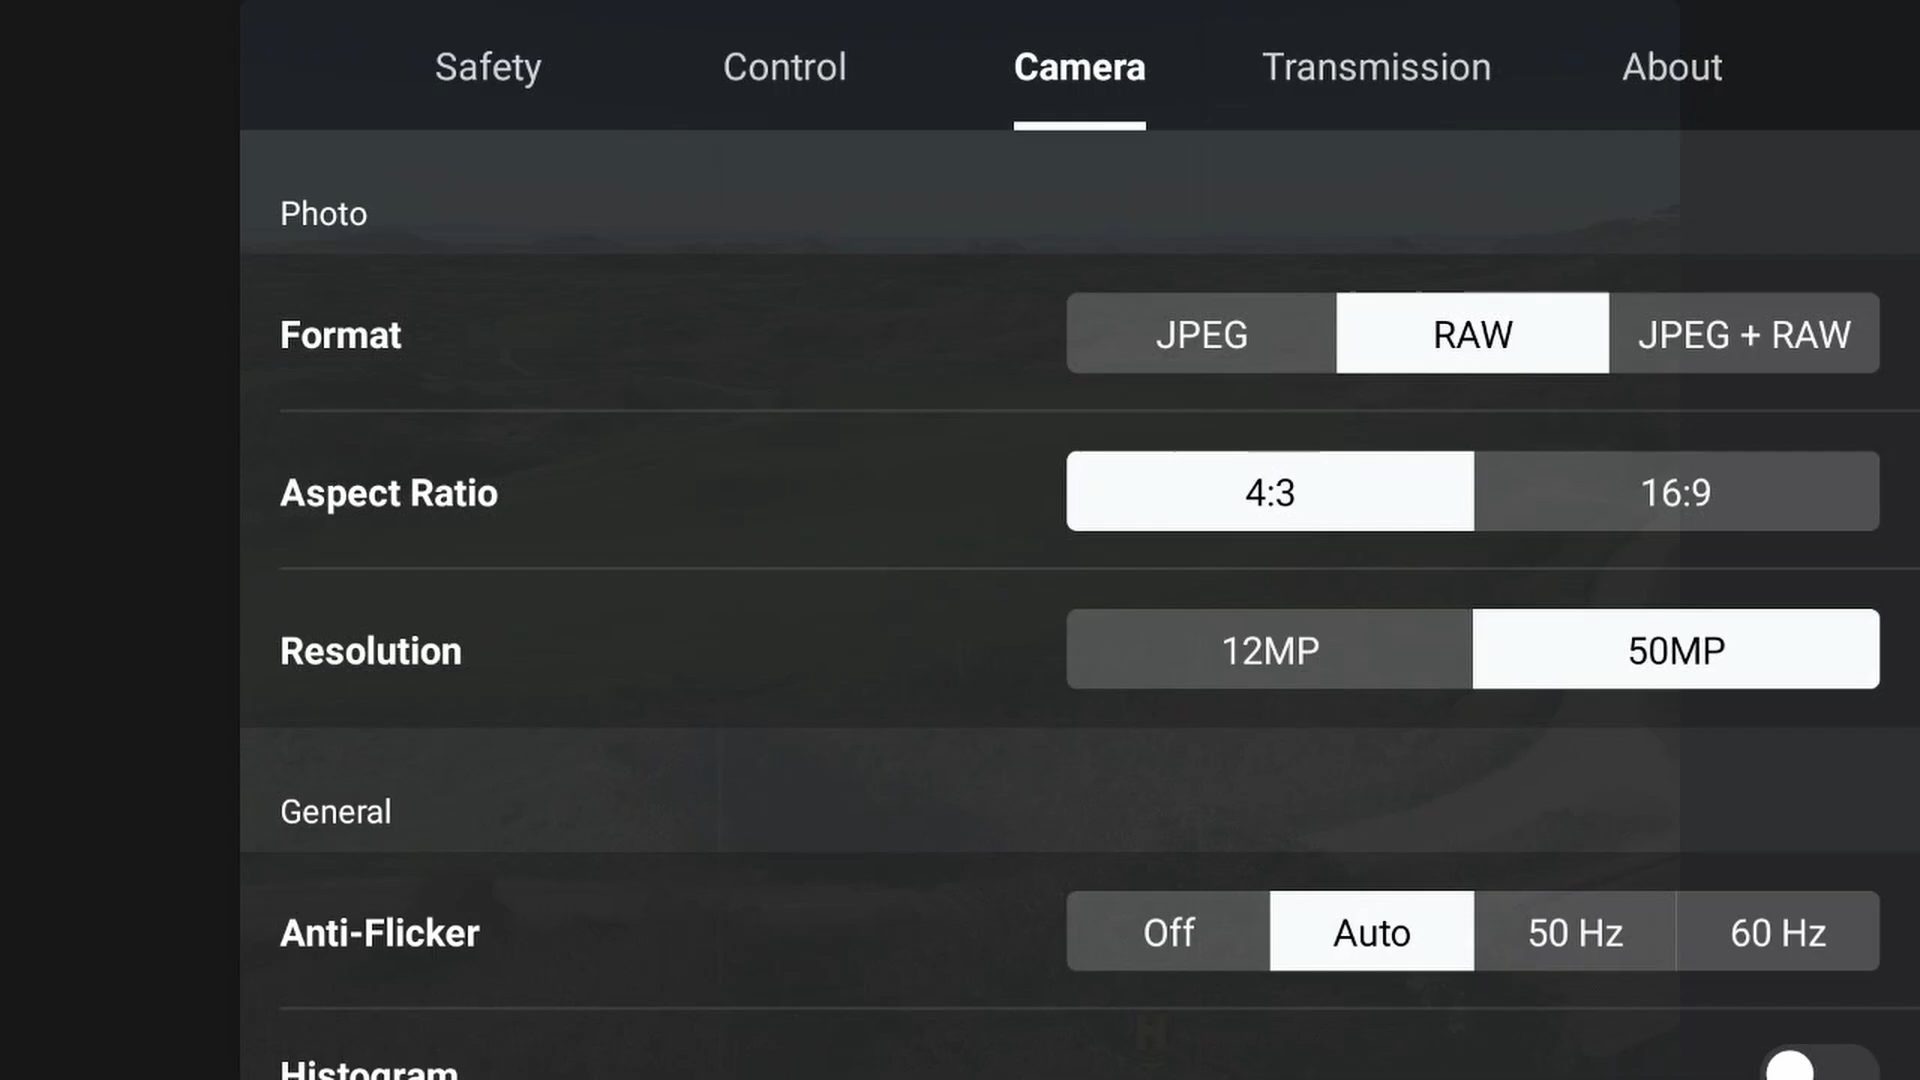 Safety Control Camera Transmission About
Photo
Format JPEG RAW JPEG + RAW
Aspect Ratio 4:3 16:9
Resolution 12MP 50MP
General
Anti-Flicker Off Auto 50 Hz 60 Hz
Histogram